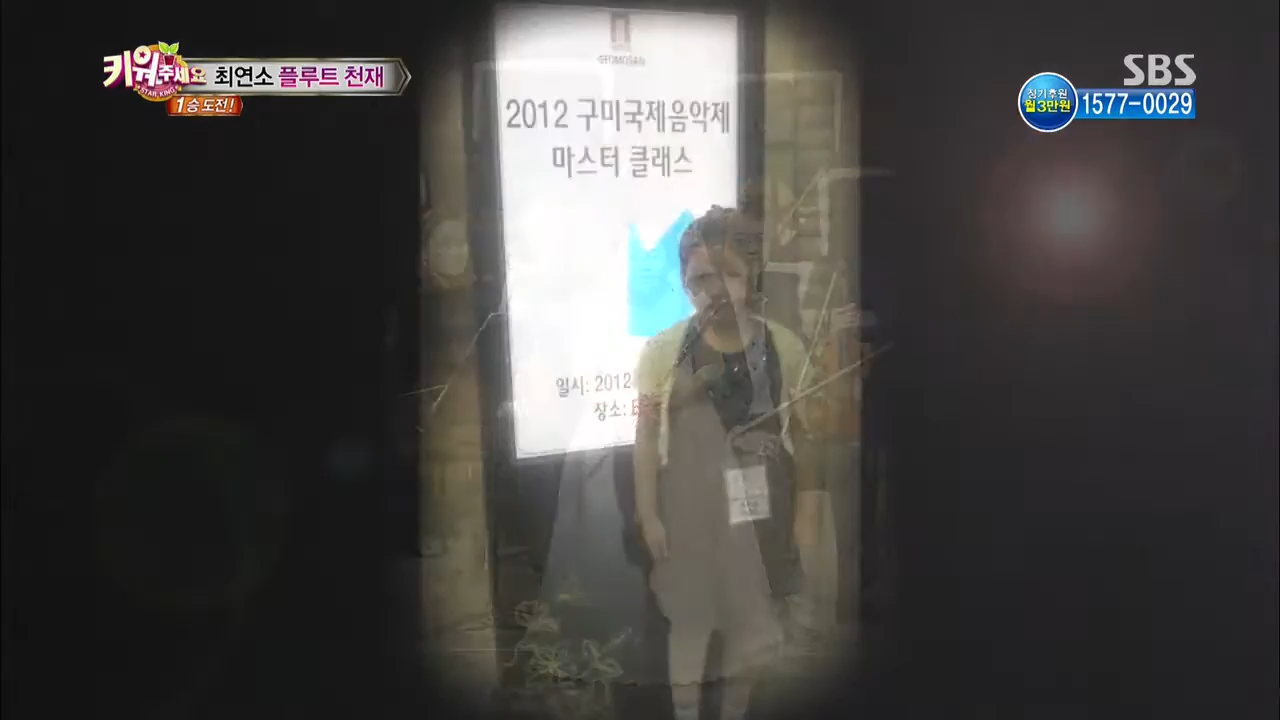 키워주세요
STAR KING
최연소 플루트 천재
1승 도전!
SBS
정기후원
월3만원
1577-0029
GEUMOSAN
2012 구미국제음악제
마스터 클래스
일시: 2012
장소: